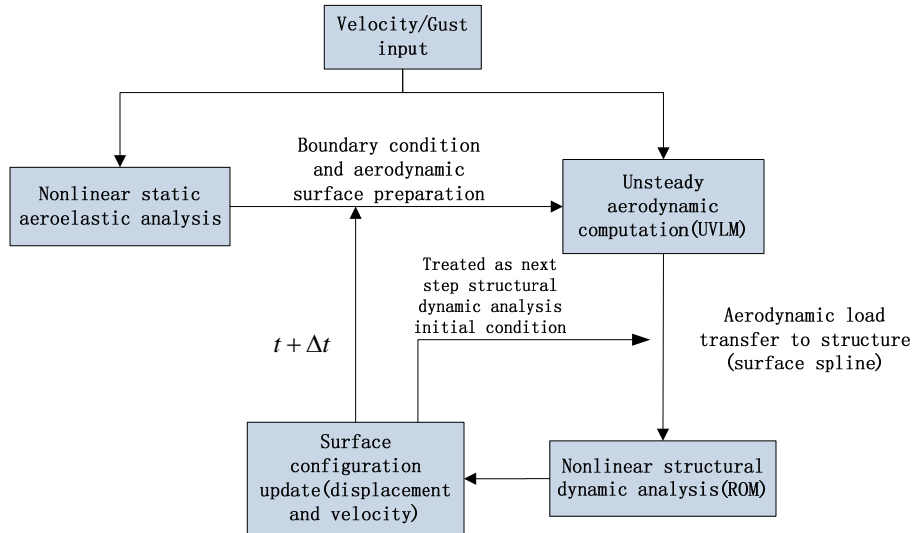 Velocity/Gust
input
Boundary condition
and aerodynamic
surface preparation
Nonlinear static
aeroelastic analysis
Unsteady
aerodynamic
computation(UVLM)
Treated as next
step structural
dynamic analysis
initial condition
Aerodynamic load
transfer to structure
(surface spline)
t + Δt
Surface
configuration
update(displacement
and velocity)
Nonlinear structural
dynamic analysis(ROM)